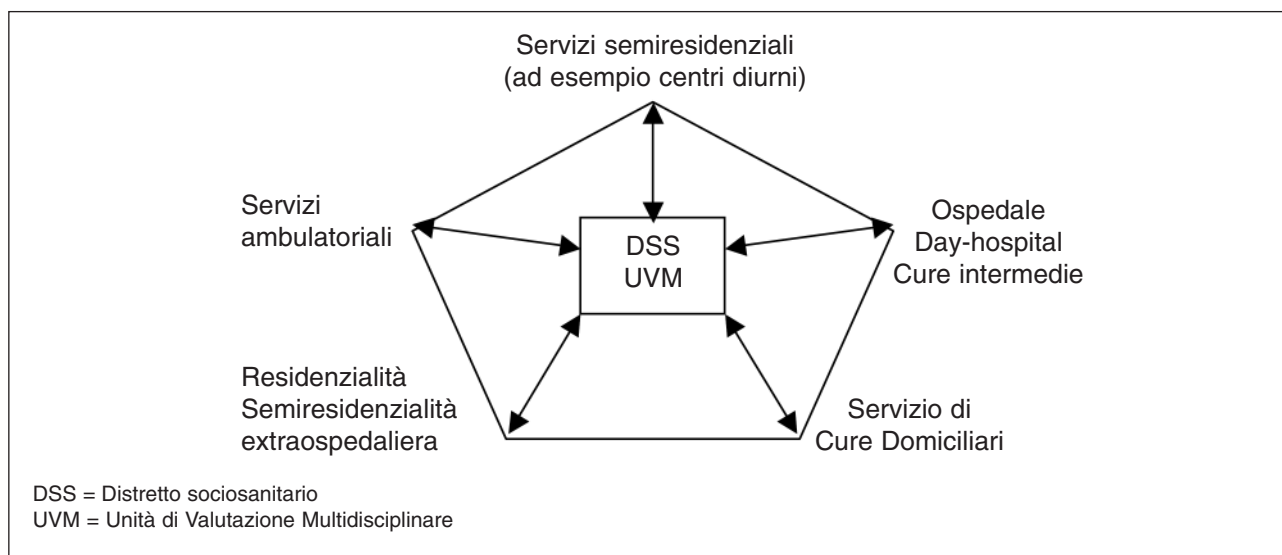 Servizi semiresidenziali
(ad esempio centri diurni)
Servizi
ambulatoriali
DSS
UVM
Ospedale
Day-hospital
Cure intermedie
Residenzialità
Semiresidenzialità
extraospedaliera
Servizio di
Cure Domiciliari
DSS = Distretto sociosanitario
UVM = Unità di Valutazione Multidisciplinare